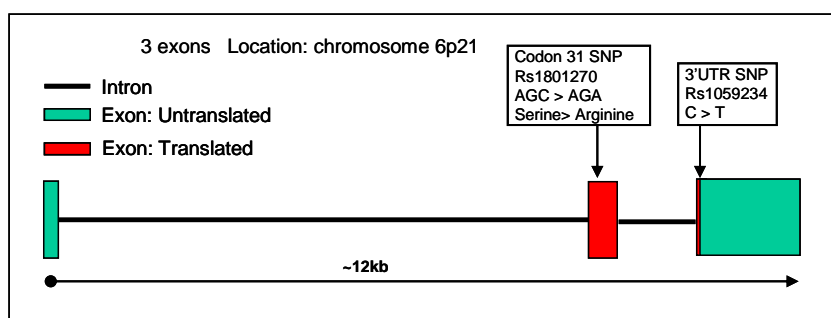 3 exons Location: chromosome 6p21
Intron
Exon: Untranslated
Exon: Translated
Codon 31 SNP
Rs1801270
AGC > AGA
Serine> Arginine
3'UTR SNP
Rs1059234
C > T
~12kb